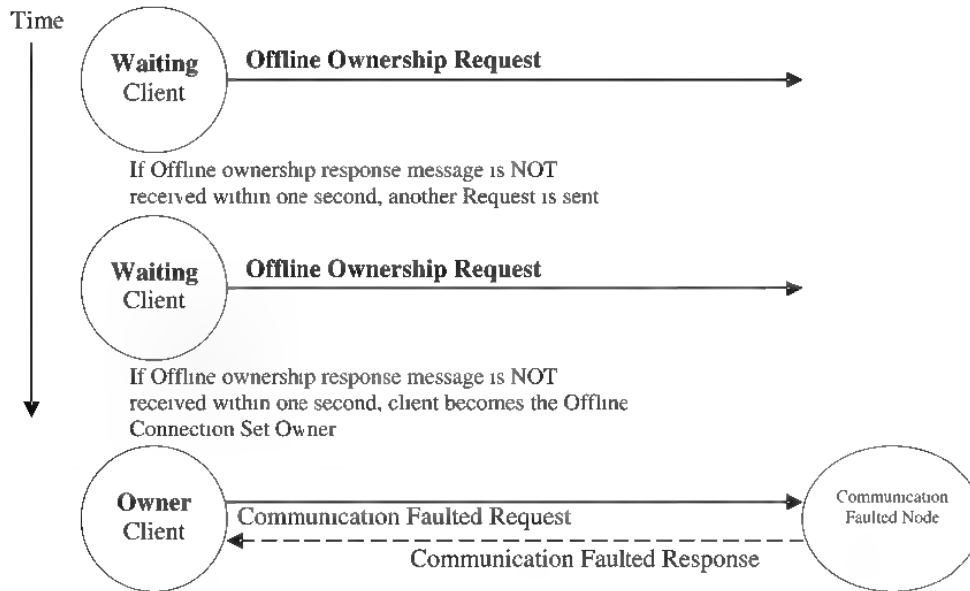 Time
Waiting
Client
Offline Ownership Request
If Offline ownership response message is NOT
received within one second, another Request is sent
Waiting
Client
Offline Ownership Request
If Offline ownership response message is NOT
received within one second, client becomes the Offline
Connection Set Owner
Owner
Client
Communication Faulted Request
Communication Faulted Response
Communication
Faulted Node